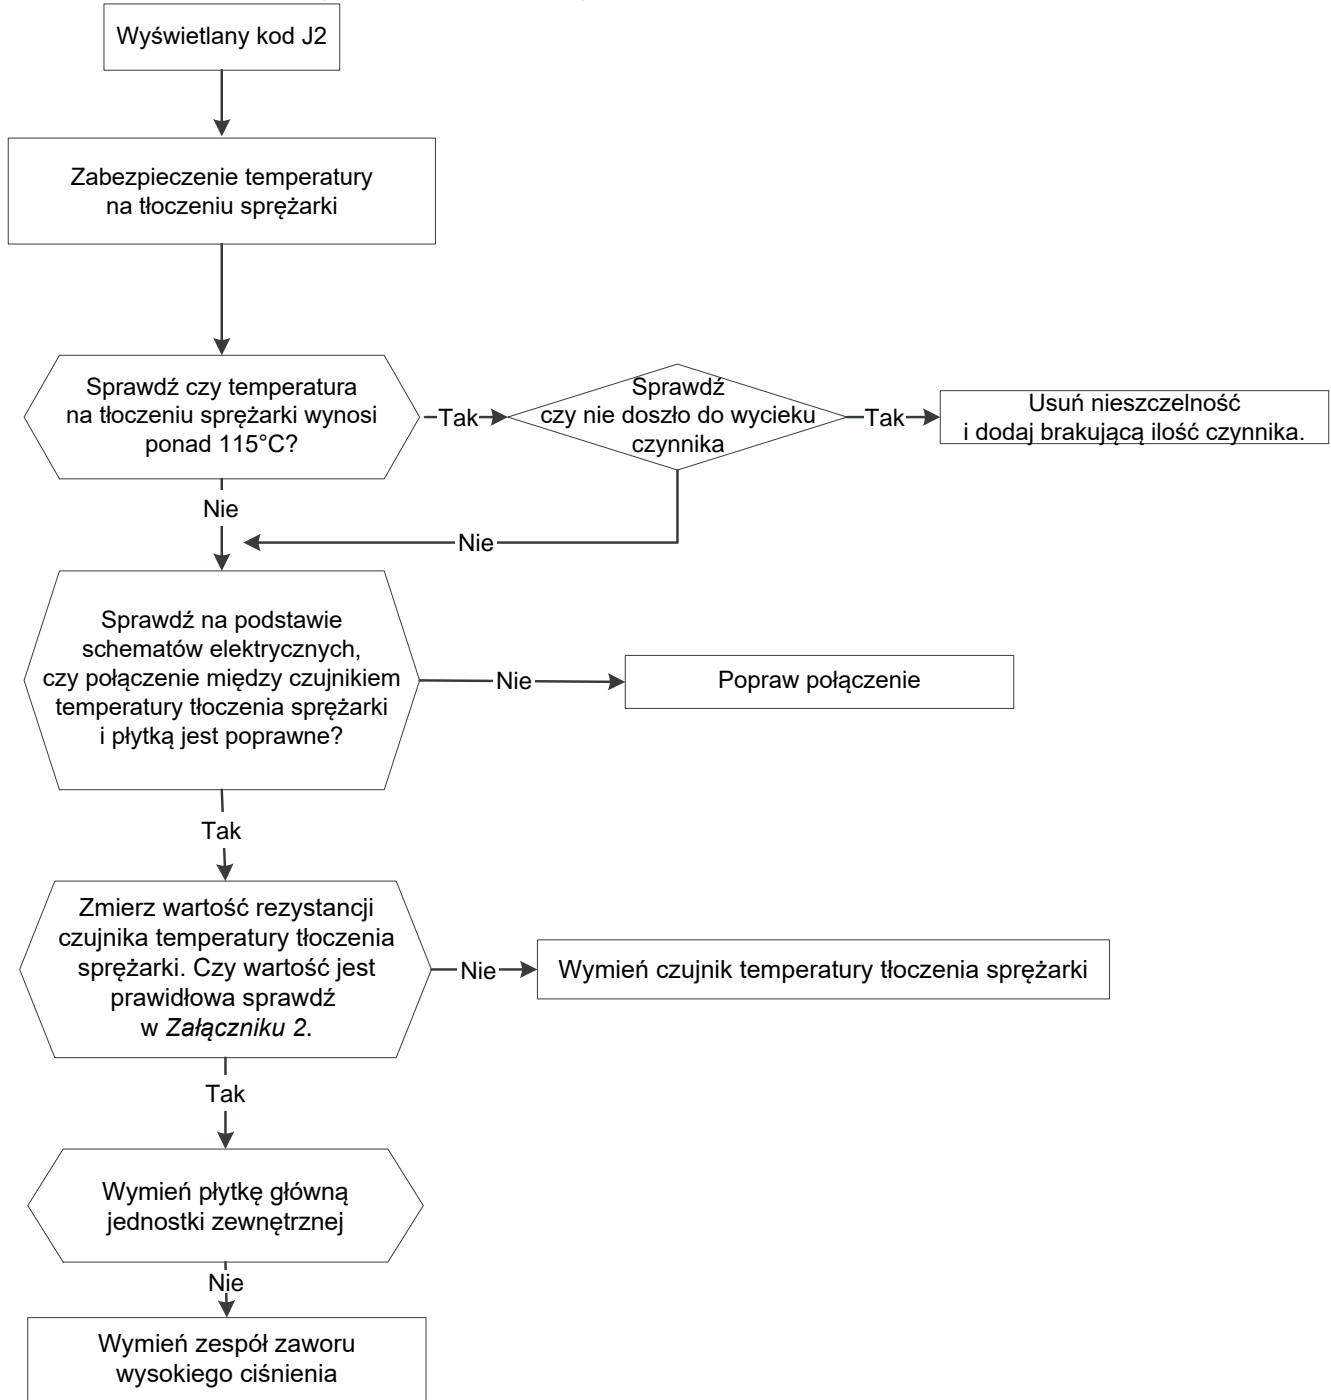 Wyświetlany kod J2
Zabezpieczenie temperatury
na tłoczeniu sprężarki
Sprawdź czy temperatura
na tłoczeniu sprężarki wynosi
ponad 115°C?
Tak
Sprawdź
czy nie doszło do wycieku
czynnika
Tak
Usuń nieszczelność
i dodaj brakującą ilość czynnika.
Nie
Nie
Sprawdź na podstawie
schematów elektrycznych,
czy połączenie między czujnikiem
temperatury tłoczenia sprężarki
i płytką jest poprawne?
Nie
Popraw połączenie
Tak
Zmierz wartość rezystancji
czujnika temperatury tłoczenia
sprężarki. Czy wartość jest
prawidłowa sprawdź
w Załączniku 2.
Nie
Wymień czujnik temperatury tłoczenia sprężarki
Tak
Wymień płytkę główną
jednostki zewnętrznej
Nie
Wymień zespół zaworu
wysokiego ciśnienia